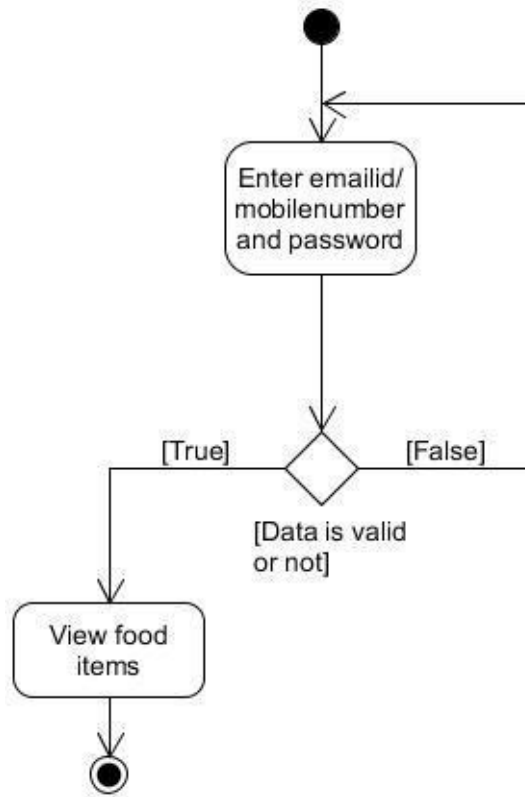 Enter emailid/
mobilenumber
and password
[True]
[False]
[Data is valid
or not]
View food
items